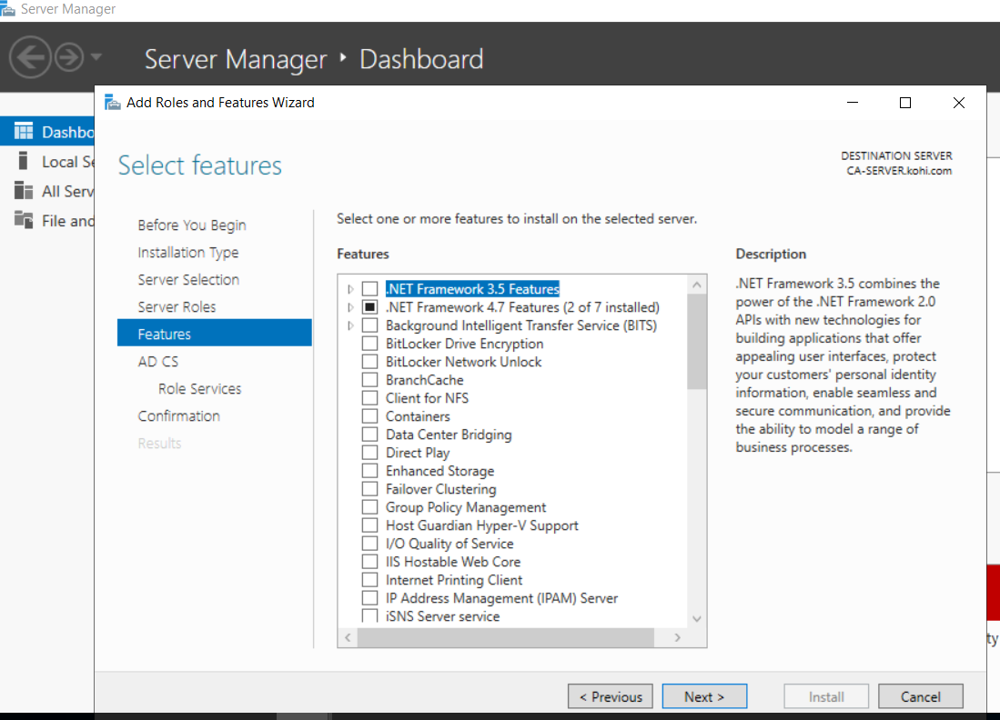 Server Manager
Server Manager ‣ Dashboard
Add Roles and Features Wizard
Dashbo
Local Se
All Serv
File and
Select features
DESTINATION SERVER
CA-SERVER.kohi.com
Before You Begin
Installation Type
Server Selection
Server Roles
Features
AD CS
Role Services
Confirmation
Results
Select one or more features to install on the selected server.
Features
.NET Framework 3.5 Features
.NET Framework 4.7 Features (2 of 7 installed)
Background Intelligent Transfer Service (BITS)
BitLocker Drive Encryption
BitLocker Network Unlock
BranchCache
Client for NFS
Containers
Data Center Bridging
Direct Play
Enhanced Storage
Failover Clustering
Group Policy Management
Host Guardian Hyper-V Support
I/O Quality of Service
IIS Hostable Web Core
Internet Printing Client
IP Address Management (IPAM) Server
iSNS Server service
Description
.NET Framework 3.5 combines the
power of the .NET Framework 2.0
APIs with new technologies for
building applications that offer
appealing user interfaces, protect
your customers' personal identity
information, enable seamless and
secure communication, and provide
the ability to model a range of
business processes.
ty
< Previous
Next >
Install
Cancel